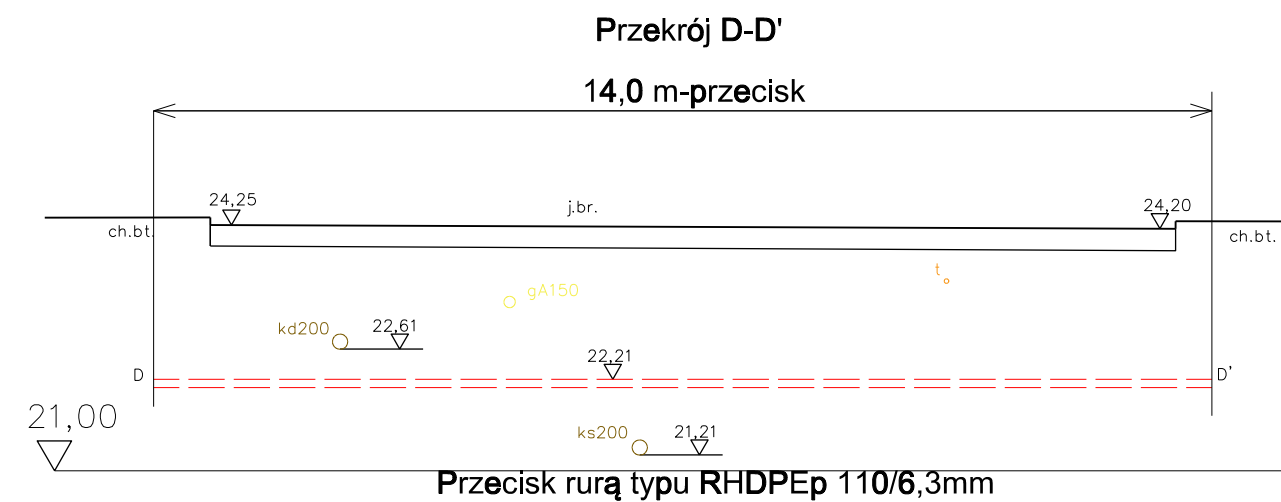 Przekrój D-D'
14,0 m-przecisk
24,25
j.br.
24,20
ch.bt.
ch.bt.
t
gA150
kd200
22,61
22,21
D
D'
21,00
ks200
21,21
Przecisk rurą typu RHDPEp 110/6,3mm